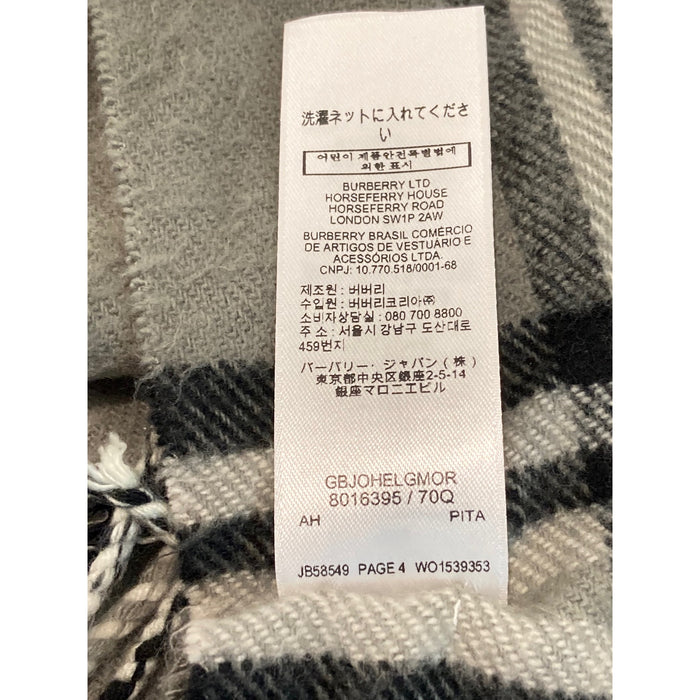 洗濯ネットに入れてくださ
い
어린이 제품안전특별법에
의한 표시
BURBERRY LTD
HORSEFERRY HOUSE
HORSEFERRY ROAD
LONDON SW1P 2AW
BURBERRY BRASIL COMÉRCIO
DE ARTIGOS DE VESTUÁRIO E
ACESSÓRIOS LTDA.
CNPJ: 10.770.518/0001-68
제조원 : 버버리
수입원 : 버버리코리아㈜
소비자상담실 : 080 700 8800
주 소 : 서울시 강남구 도산대로
459번지
バーバリー・ジャパン（株）
東京都中央区銀座2-5-14
銀座マロニエビル
GBJOHELGMOR
8016395 / 70Q
AH PITA
JB58549 PAGE 4 WO1539353